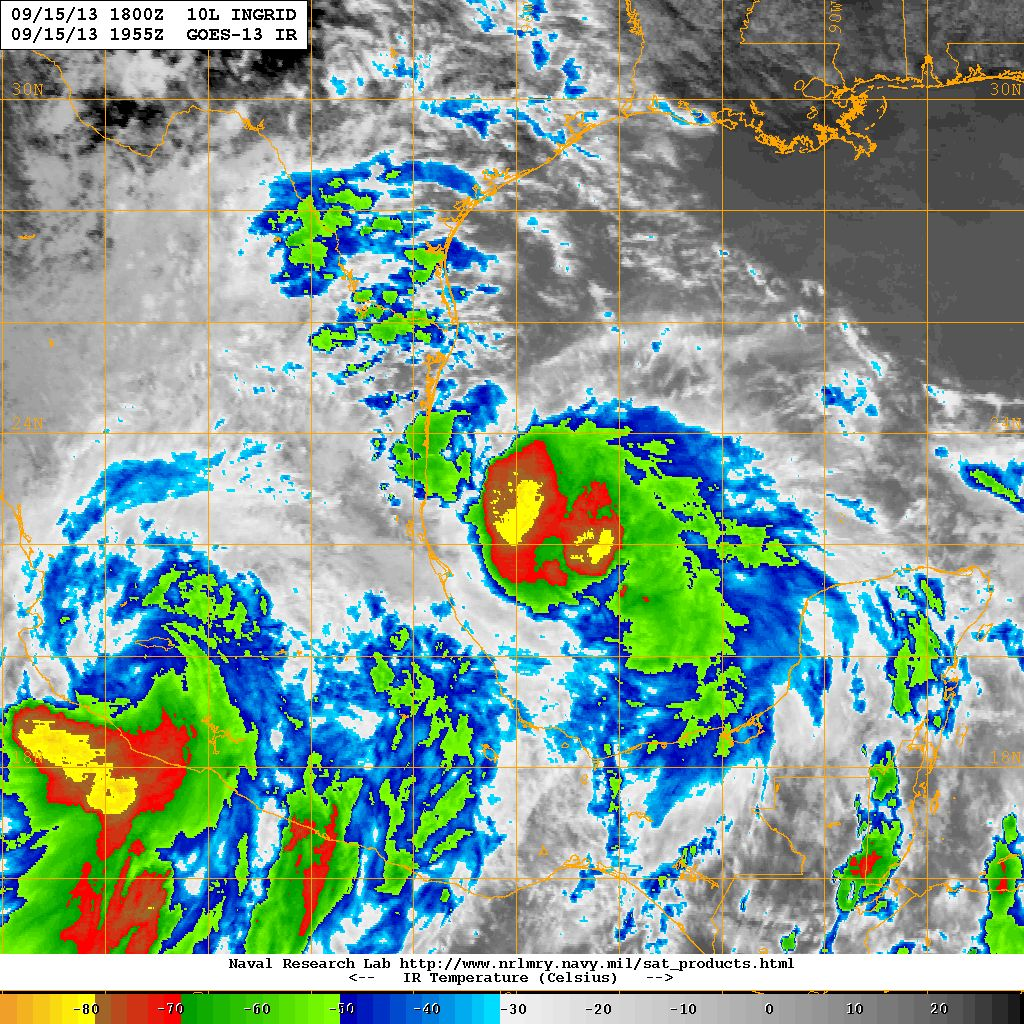 09/15/13 1800Z 10L INGRID
09/15/13 1955Z GOES-13 IR
90W
30N 30N
24N 24N
18N 18N
Naval Research Lab http://www.nrlmry.navy.mil/sat_products.html
<-- IR Temperature (Celsius) -->
-80 -70 -60 -50 -40 -30 -20 -10 0 10 20